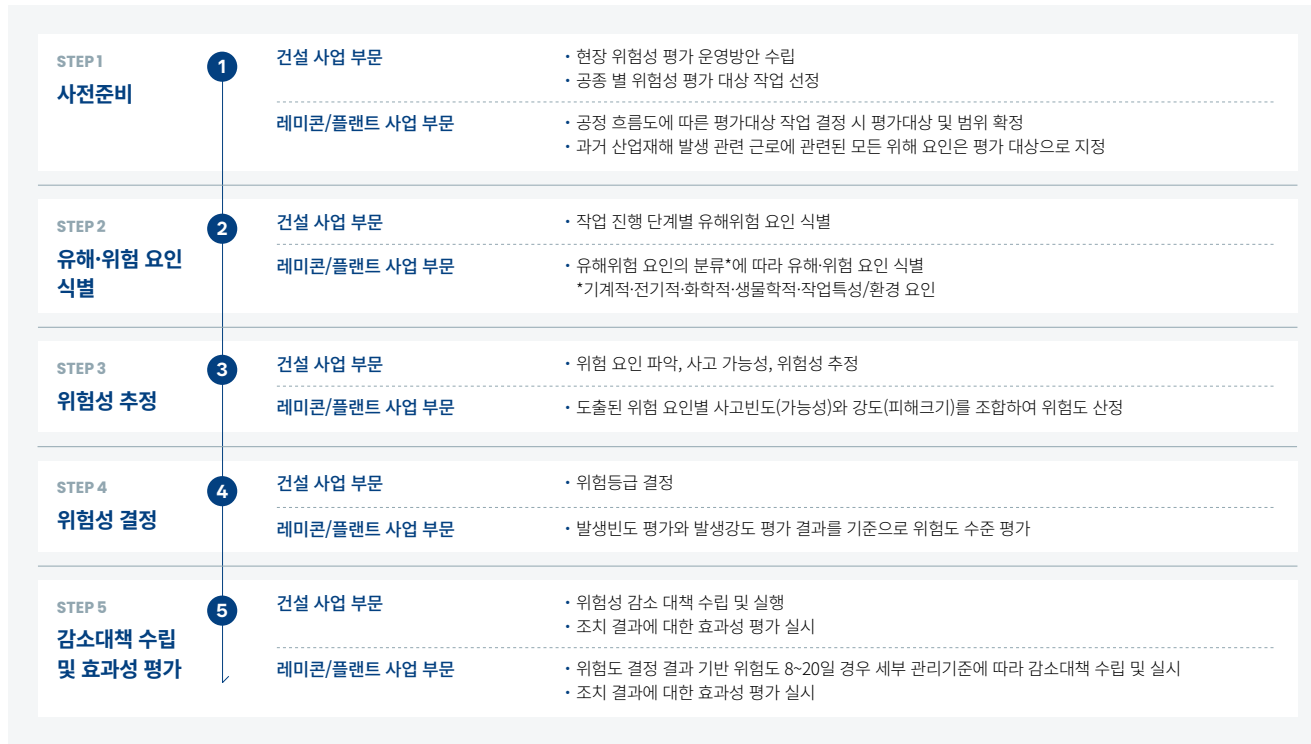 STEP 1
사전준비
1
건설 사업 부문
• 현장 위험성 평가 운영방안 수립
• 공종 별 위험성 평가 대상 작업 선정
레미콘/플랜트 사업 부문
• 공정 흐름도에 따른 평가대상 작업 결정 시 평가대상 및 범위 확정
• 과거 산업재해 발생 관련 근로에 관련된 모든 위해 요인은 평가 대상으로 지정
STEP 2
유해·위험 요인
식별
2
건설 사업 부문
• 작업 진행 단계별 유해위험 요인 식별
레미콘/플랜트 사업 부문
• 유해위험 요인의 분류*에 따라 유해·위험 요인 식별
*기계적·전기적·화학적·생물학적·작업특성/환경 요인
STEP 3
위험성 추정
3
건설 사업 부문
• 위험 요인 파악, 사고 가능성, 위험성 추정
레미콘/플랜트 사업 부문
• 도출된 위험 요인별 사고빈도(가능성)와 강도(피해크기)를 조합하여 위험도 산정
STEP 4
위험성 결정
4
건설 사업 부문
• 위험등급 결정
레미콘/플랜트 사업 부문
• 발생빈도 평가와 발생강도 평가 결과를 기준으로 위험도 수준 평가
STEP 5
감소대책 수립
및 효과성 평가
5
건설 사업 부문
• 위험성 감소 대책 수립 및 실행
• 조치 결과에 대한 효과성 평가 실시
레미콘/플랜트 사업 부문
• 위험도 결정 결과 기반 위험도 8~20일 경우 세부 관리기준에 따라 감소대책 수립 및 실시
• 조치 결과에 대한 효과성 평가 실시